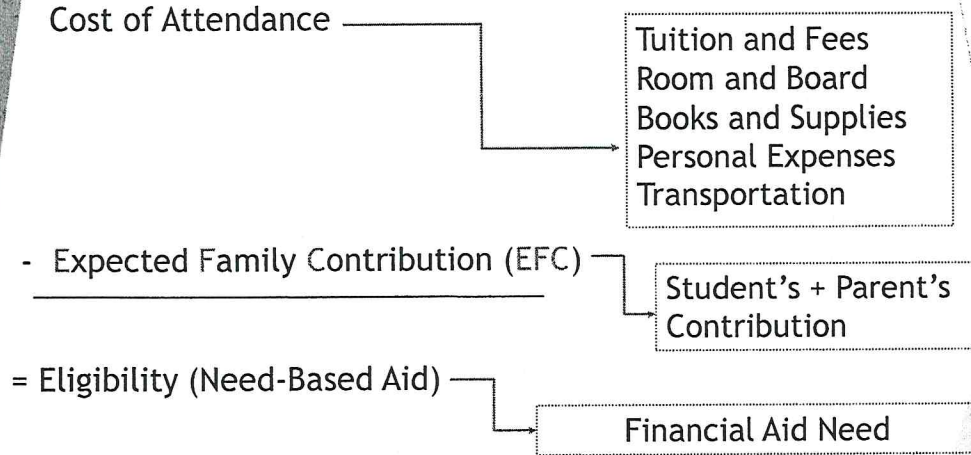 Cost of Attendance
Tuition and Fees
Room and Board
Books and Supplies
Personal Expenses
Transportation
- Expected Family Contribution (EFC)
Student's + Parent's
Contribution
= Eligibility (Need-Based Aid)
Financial Aid Need